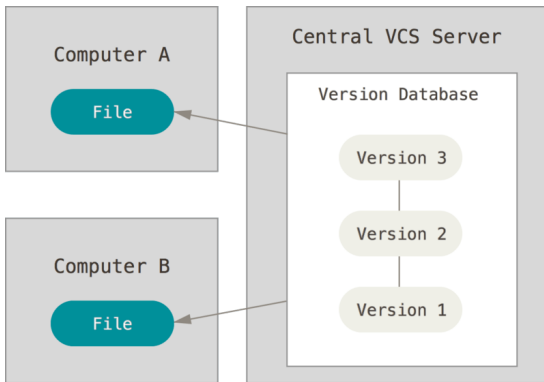 Computer A
File
Computer B
File
Central VCS Server
Version Database
Version 3
Version 2
Version 1